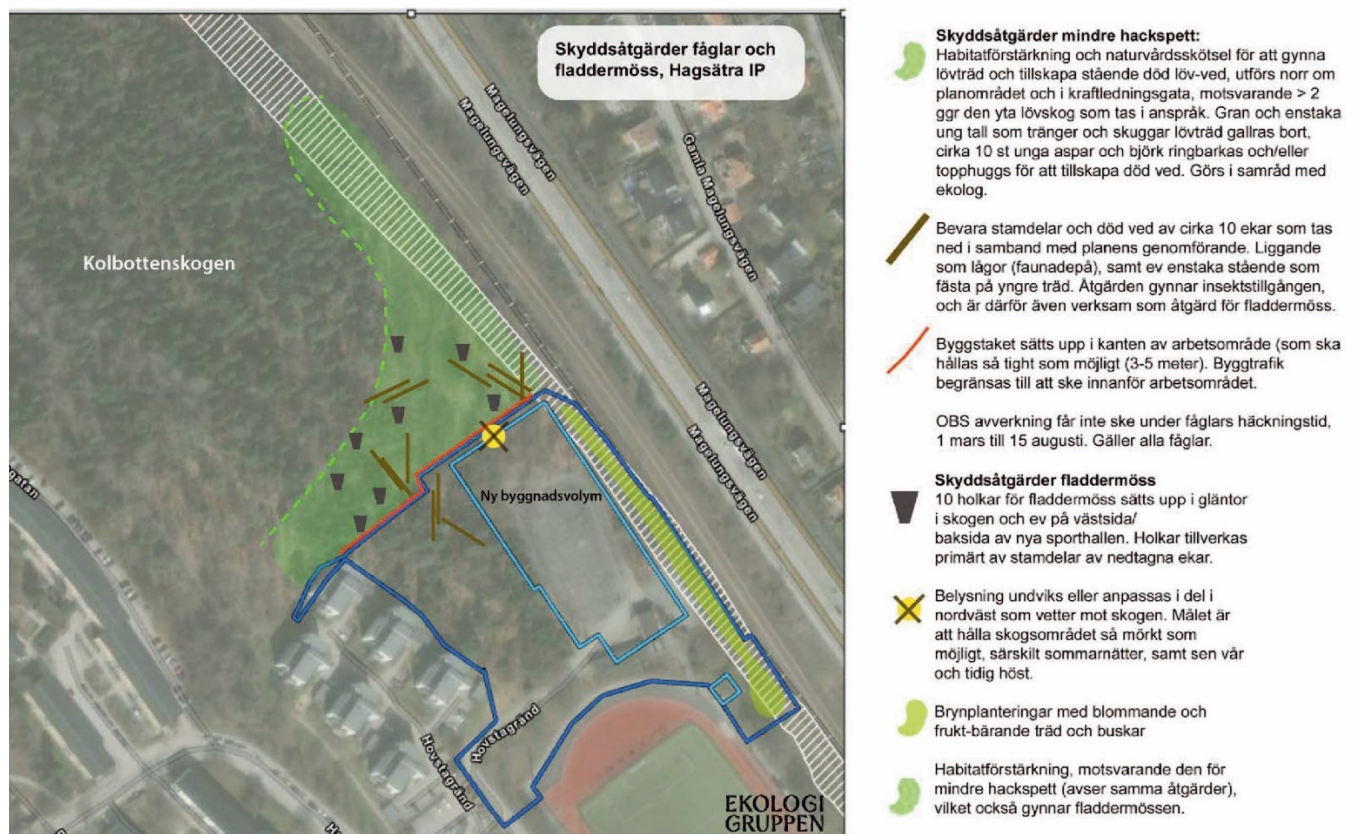 Skyddsåtgärder fåglar och
fladdermöss, Hagsätra IP
Magelungsvägen
Magelungsvägen
Gamla Magelungsvägen
Kolbottenskogen
Magelungsvägen
Magelungsvägen
gatan
Ny byggnadsvolym
Hovstagränd
Hovstagränd
EKOLOGI
GRUPPEN
Skyddsåtgärder mindre hackspett:
Habitatförstärkning och naturvårdsskötsel för att gynna
lövträd och tillskapa stående död löv-ved, utförs norr om
planområdet och i kraftledningsgata, motsvarande > 2
ggr den yta lövskog som tas i anspråk. Gran och enstaka
ung tall som tränger och skuggar lövträd gallras bort,
cirka 10 st unga aspar och björk ringbarkas och/eller
topphuggs för att tillskapa död ved. Görs i samråd med
ekolog.
Bevara stamdelar och död ved av cirka 10 ekar som tas
ned i samband med planens genomförande. Liggande
som lågor (faunadepå), samt ev enstaka stående som
fästa på yngre träd. Åtgärden gynnar insektstillgången,
och är därför även verksam som åtgärd för fladdermöss.
Byggstaket sätts upp i kanten av arbetsområde (som ska
hållas så tight som möjligt (3-5 meter). Byggtrafik
begränsas till att ske innanför arbetsområdet.
OBS avverkning får inte ske under fåglars häckningstid,
1 mars till 15 augusti. Gäller alla fåglar.
Skyddsåtgärder fladdermöss
10 holkar för fladdermöss sätts upp i gläntor
i skogen och ev på västsida/
baksida av nya sporthallen. Holkar tillverkas
primärt av stamdelar av nedtagna ekar.
Belysning undviks eller anpassas i del i
nordväst som vetter mot skogen. Målet är
att hålla skogsområdet så mörkt som
möjligt, särskilt sommarnätter, samt sen vår
och tidig höst.
Brynplanteringar med blommande och
frukt-bärande träd och buskar
Habitatförstärkning, motsvarande den för
mindre hackspett (avser samma åtgärder),
vilket också gynnar fladdermössen.